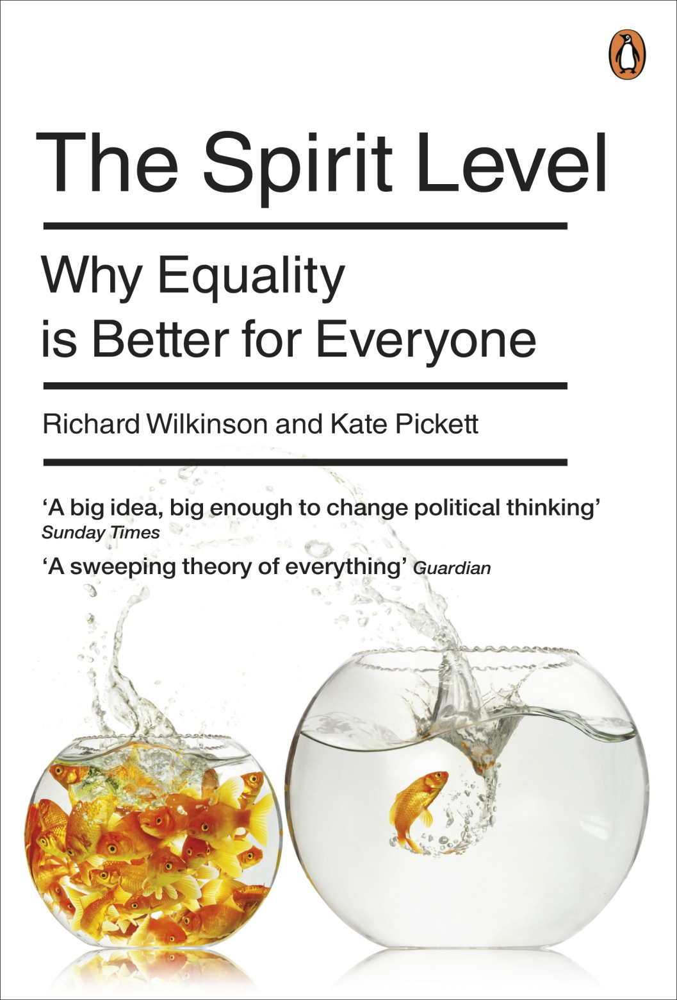 The Spirit Level
Why Equality
is Better for Everyone
Richard Wilkinson and Kate Pickett
‘A big idea, big enough to change political thinking’
Sunday Times
‘A sweeping theory of everything’ Guardian